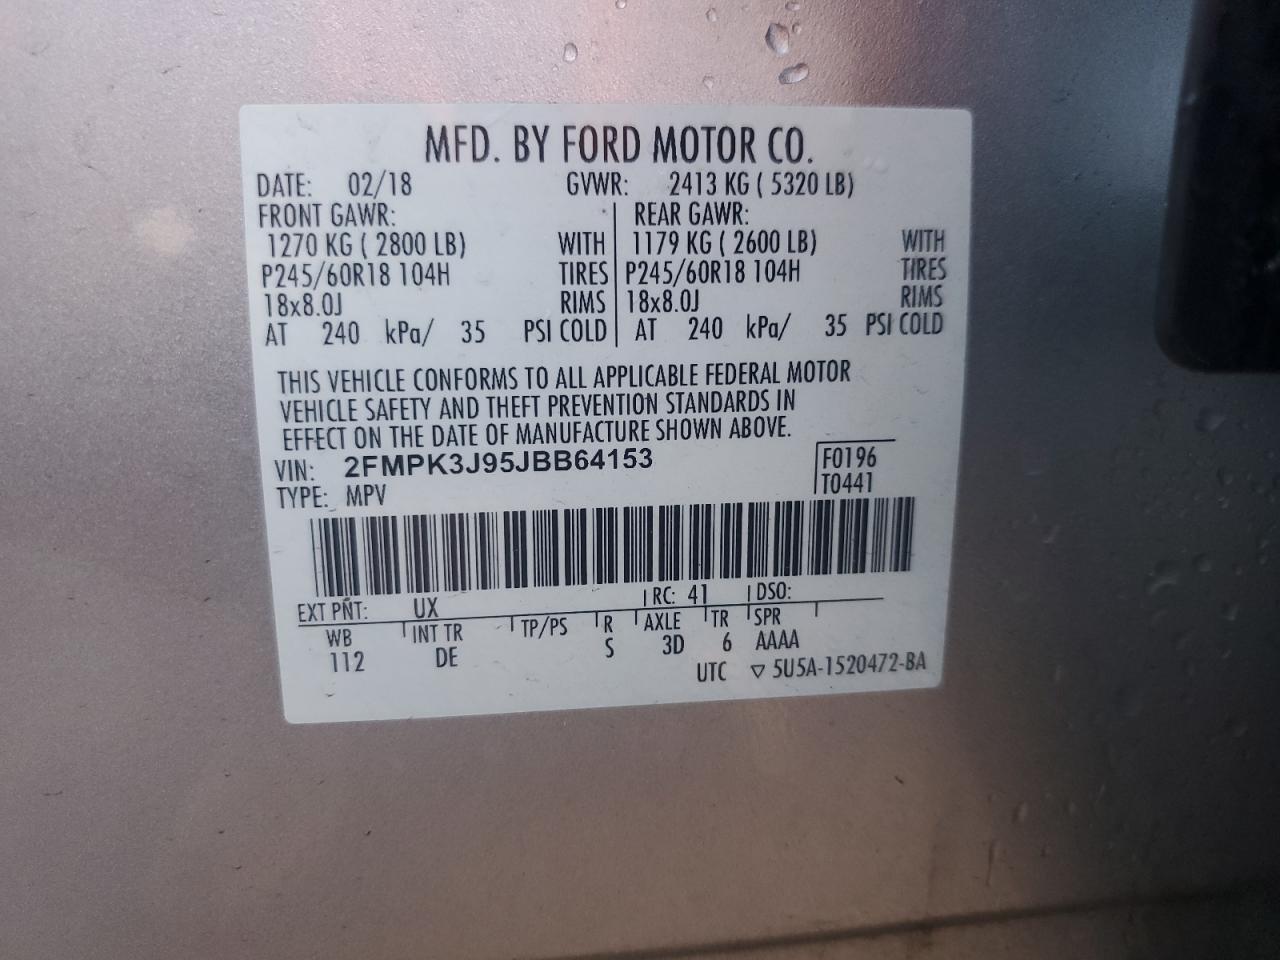 MFD. BY FORD MOTOR CO.
DATE: 02/18 GVWR: 2413 KG ( 5320 LB)
FRONT GAWR: REAR GAWR:
1270 KG ( 2800 LB) WITH 1179 KG ( 2600 LB) WITH
P245/60R18 104H TIRES P245/60R18 104H TIRES
18x8.0J RIMS 18x8.0J RIMS
AT 240 kPa/ 35 PSI COLD AT 240 kPa/ 35 PSI COLD
THIS VEHICLE CONFORMS TO ALL APPLICABLE FEDERAL MOTOR
VEHICLE SAFETY AND THEFT PREVENTION STANDARDS IN
EFFECT ON THE DATE OF MANUFACTURE SHOWN ABOVE.
VIN: 2FMPK3J95JBB64153 F0196
TYPE: MPV T0441
EXT PNT: UX RC: 41 DSO:
WB INT TR TP/PS R AXLE TR SPR
112 DE S 3D 6 AAAA
UTC ▽ 5U5A-1520472-BA